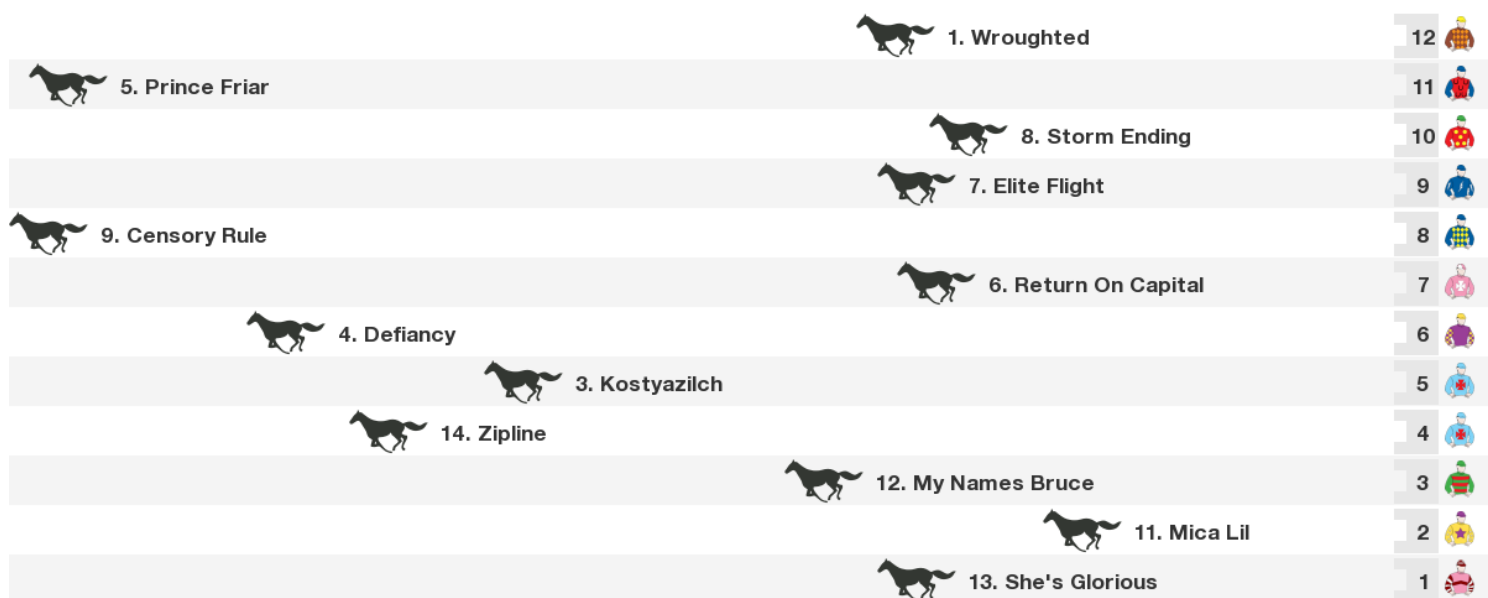 1. Wroughted 12
5. Prince Friar 11
8. Storm Ending 10
7. Elite Flight 9
9. Censory Rule 8
6. Return On Capital 7
4. Defiancy 6
3. Kostyazilch 5
14. Zipline 4
12. My Names Bruce 3
11. Mica Lil 2
13. She's Glorious 1